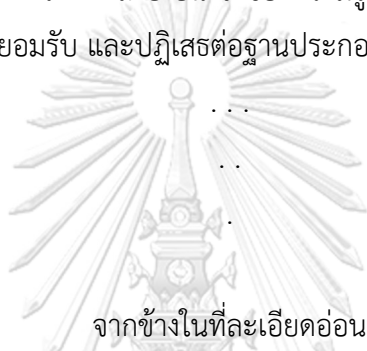 ยอมรับ และปฏิเสธต่อฐานประกอ
. . .
. .
.
จากข้างในที่ละเอียดอ่อน